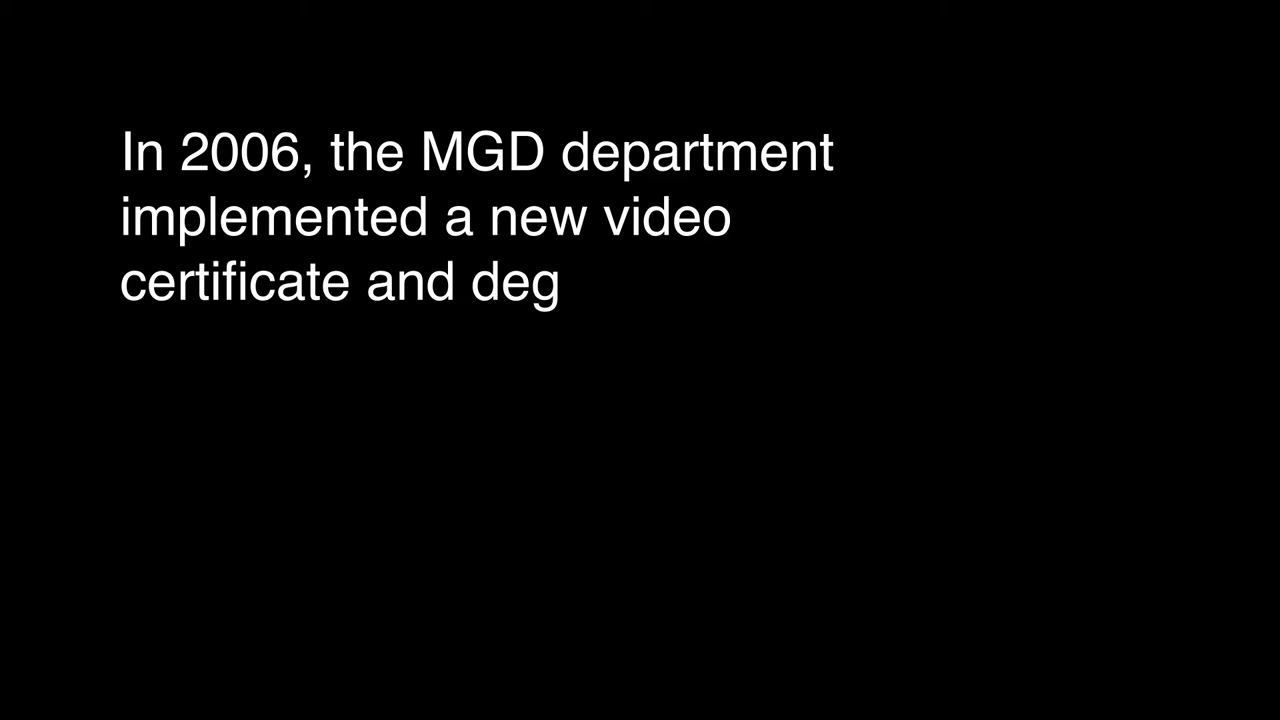 In 2006, the MGD department
implemented a new video
certificate and deg